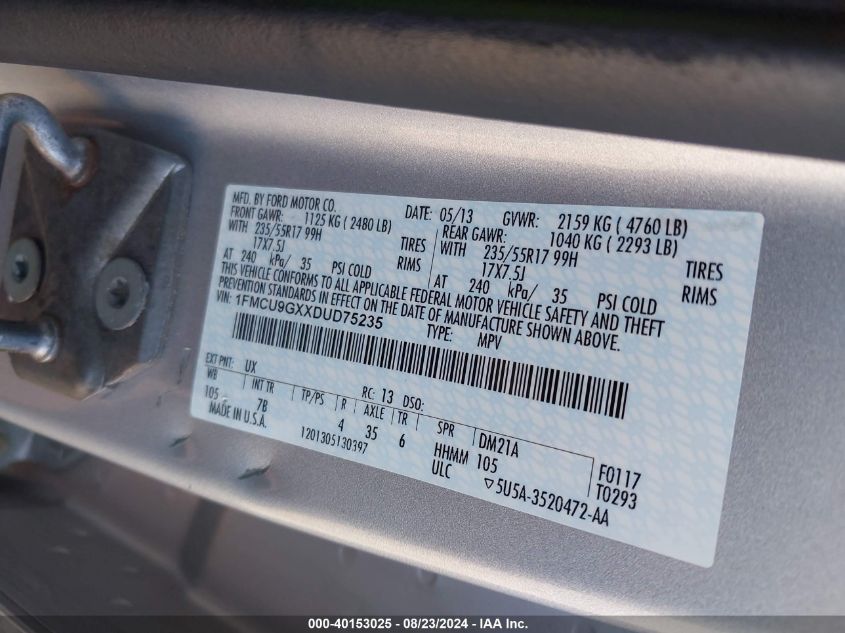 MFD. BY FORD MOTOR CO. DATE: 05/13 GVWR: 2159 KG ( 4760 LB)
FRONT GAWR: 1125 KG ( 2480 LB) REAR GAWR: 1040 KG ( 2293 LB)
WITH 235/55R17 99H TIRES WITH 235/55R17 99H TIRES
17X7.5J RIMS 17X7.5J RIMS
AT 240 kPa/ 35 PSI COLD AT 240 kPa/ 35 PSI COLD
THIS VEHICLE CONFORMS TO ALL APPLICABLE FEDERAL MOTOR VEHICLE SAFETY AND THEFT
PREVENTION STANDARDS IN EFFECT ON THE DATE OF MANUFACTURE SHOWN ABOVE.
VIN: 1FMCU9GXXDUD75235 TYPE: MPV
EXT PNT: UX RC: 13 DSO:
WB INT TR TP/PS R AXLE TR SPR DM21A F0117
105 7B 4 35 6 HHMM 105 T0293
MADE IN U.S.A. 1201305130397 ULC ▽5U5A-3520472-AA
000-40153025 - 08/23/2024 - IAA Inc.